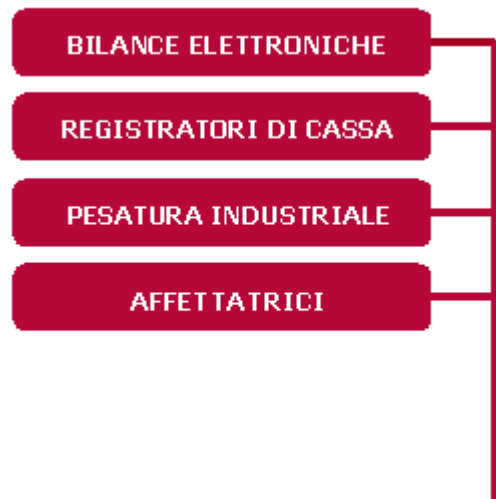 BILANCE ELETTRONICHE
REGISTRATORI DI CASSA
PESATURA INDUSTRIALE
AFFETTATRICI